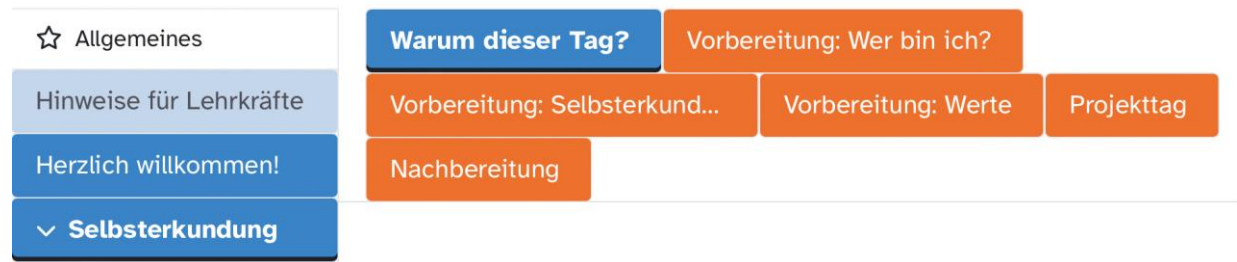 Allgemeines
Hinweise für Lehrkräfte
Herzlich willkommen!
Selbsterkundung
Warum dieser Tag?
Vorbereitung: Wer bin ich?
Vorbereitung: Selbsterkund...
Vorbereitung: Werte
Projekttag
Nachbereitung